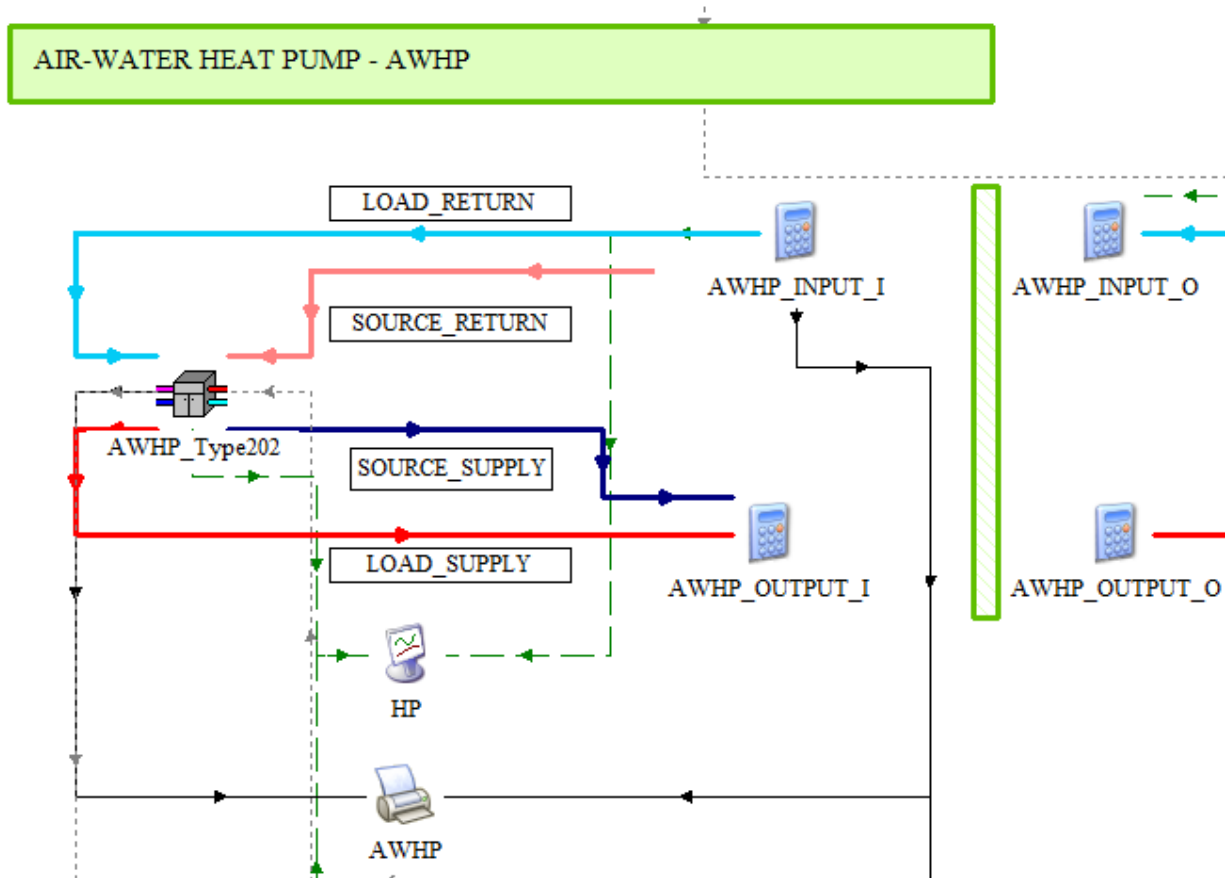 AIR-WATER HEAT PUMP - AWHP
LOAD_RETURN
AWHP_INPUT_I
AWHP_INPUT_O
SOURCE_RETURN
AWHP_Type202
SOURCE_SUPPLY
LOAD_SUPPLY
AWHP_OUTPUT_I
AWHP_OUTPUT_O
HP
AWHP